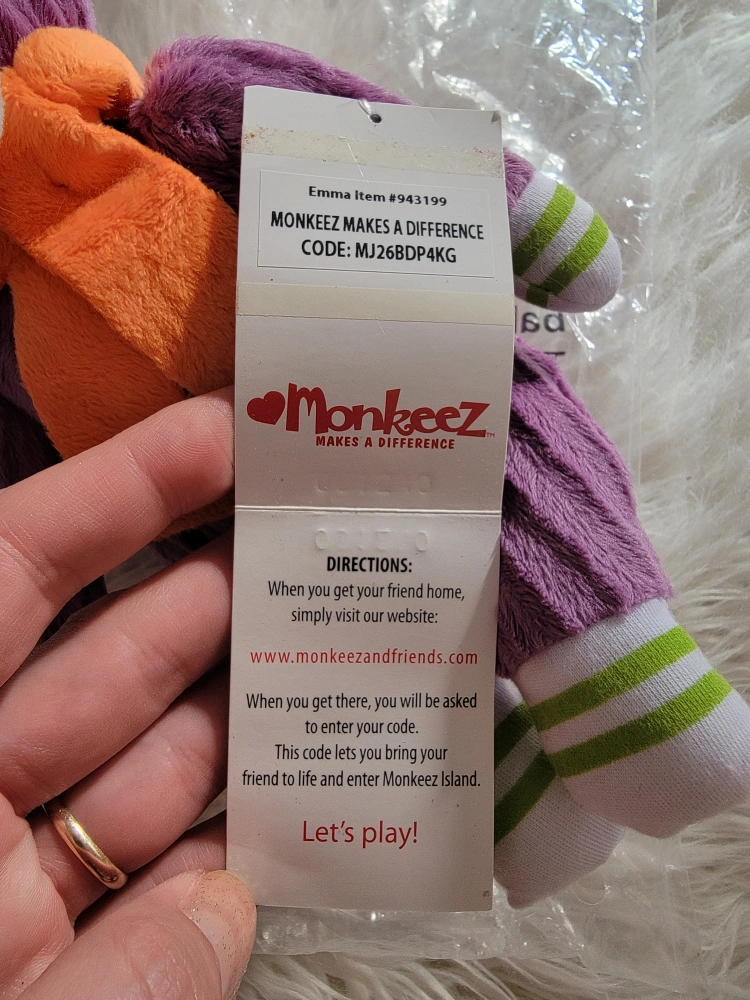 Emma Item #943199
MONKEEZ MAKES A DIFFERENCE
CODE: MJ26BDP4KG
MonkeeZ™
MAKES A DIFFERENCE
DIRECTIONS:
When you get your friend home,
simply visit our website:
www.monkeezandfriends.com
When you get there, you will be asked
to enter your code.
This code lets you bring your
friend to life and enter Monkeez Island.
Let's play!